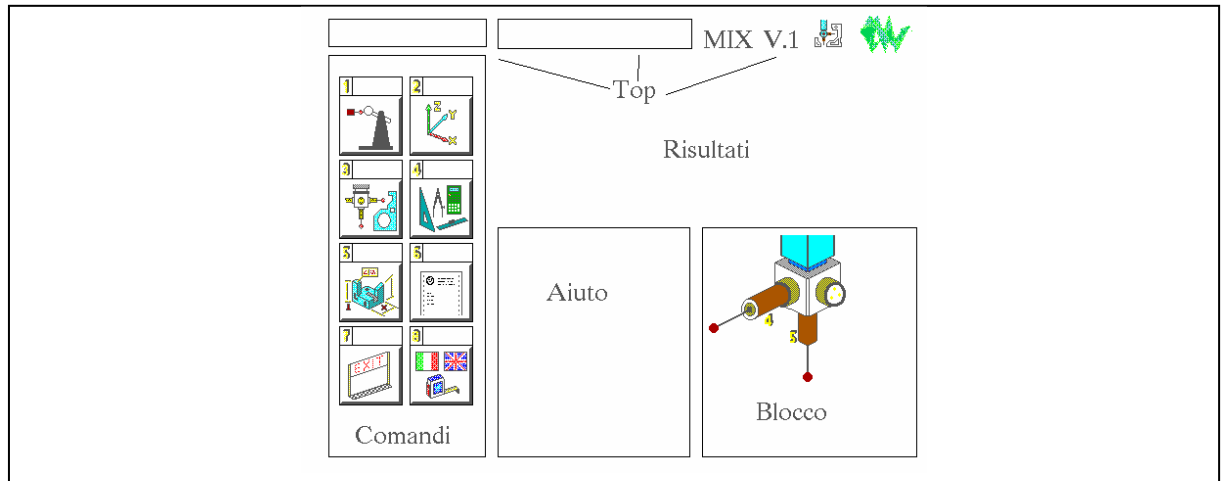 MIX V.1
Top
Risultati
1 2
Z
Y
X
3 4
5 6
7 8
EXIT
Aiuto
4
5
Blocco
Comandi